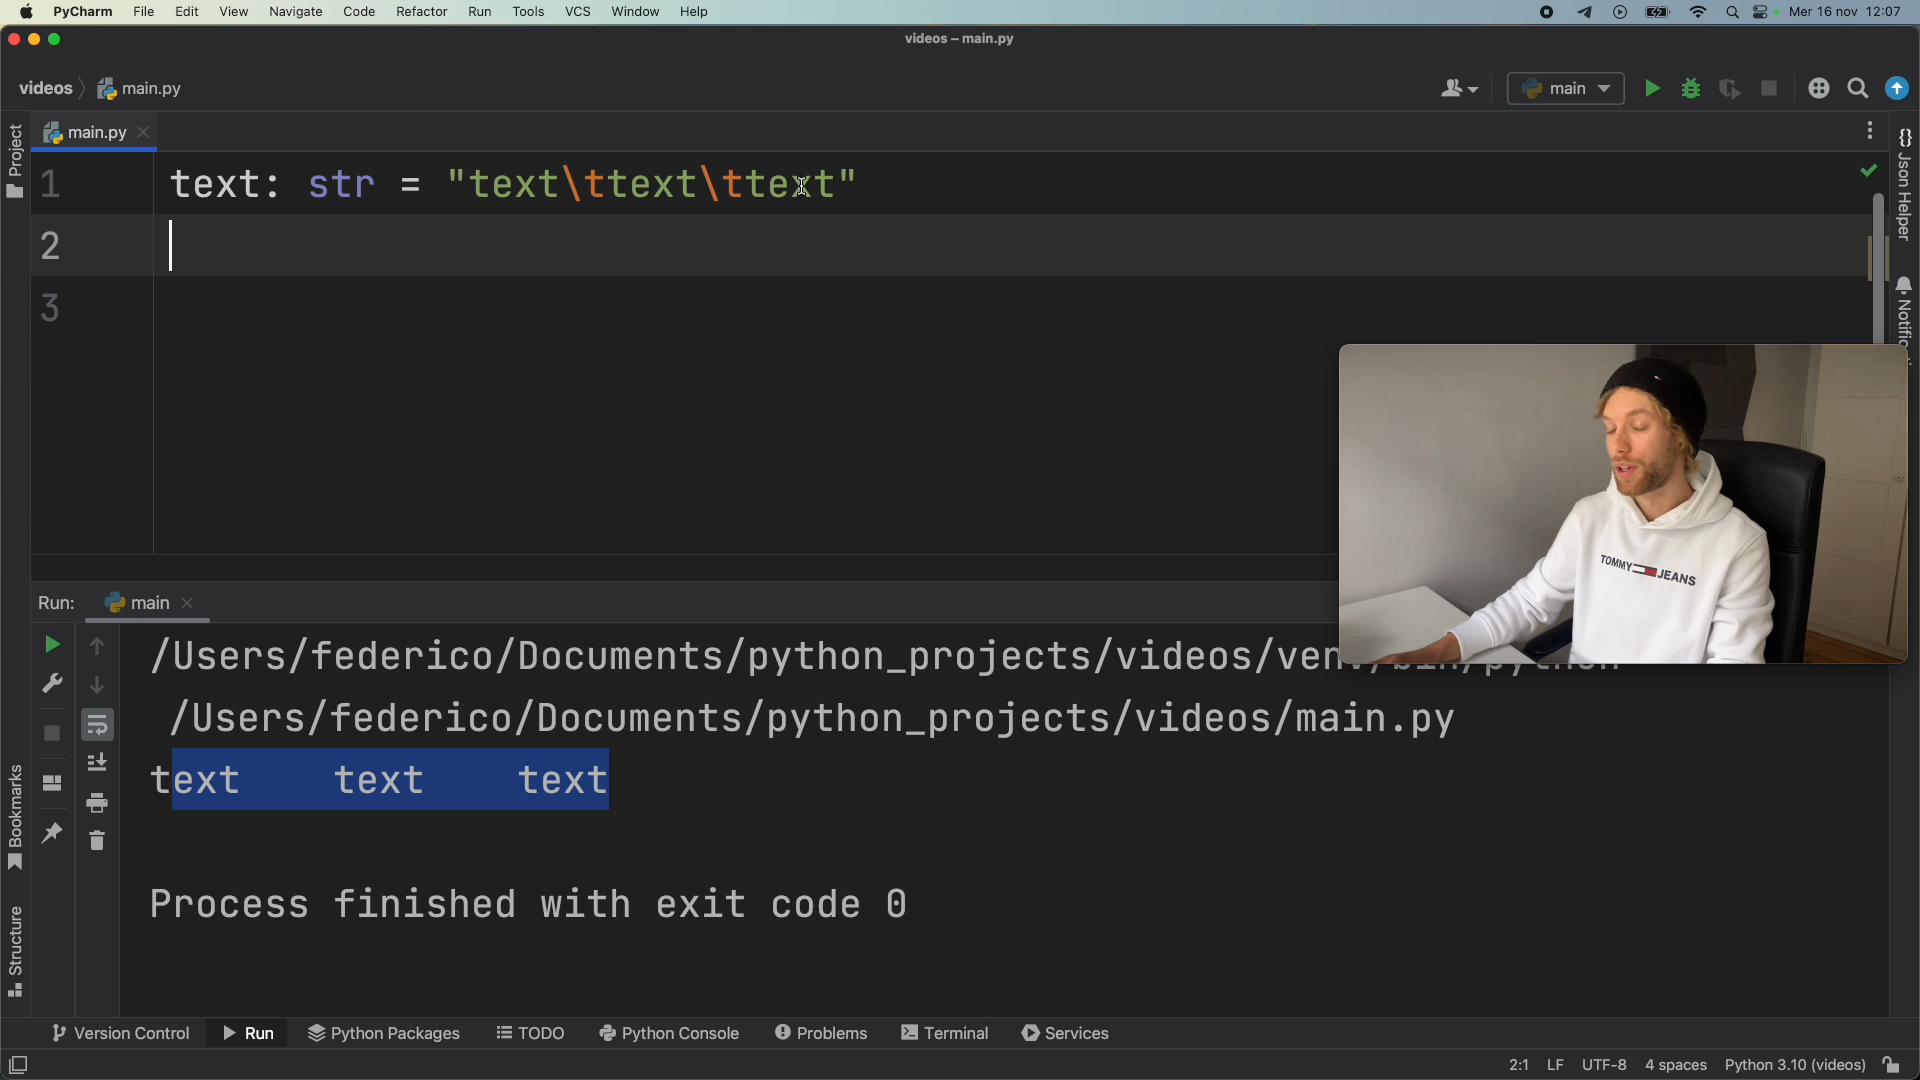 PyCharm File Edit View Navigate Code Refactor Run Tools VCS Window Help Mer 16 nov 12:07
videos – main.py
videos main.py main
main.py
Project
Json Helper
1 text: str = "text\ttext\ttext"
2
3
TOMMY JEANS
Run: main
/Users/federico/Documents/python_projects/videos/venv/bin/python
/Users/federico/Documents/python_projects/videos/main.py
text text text
Process finished with exit code 0
Bookmarks
Structure
Version Control Run Python Packages TODO Python Console Problems Terminal Services
2:1 LF UTF-8 4 spaces Python 3.10 (videos)